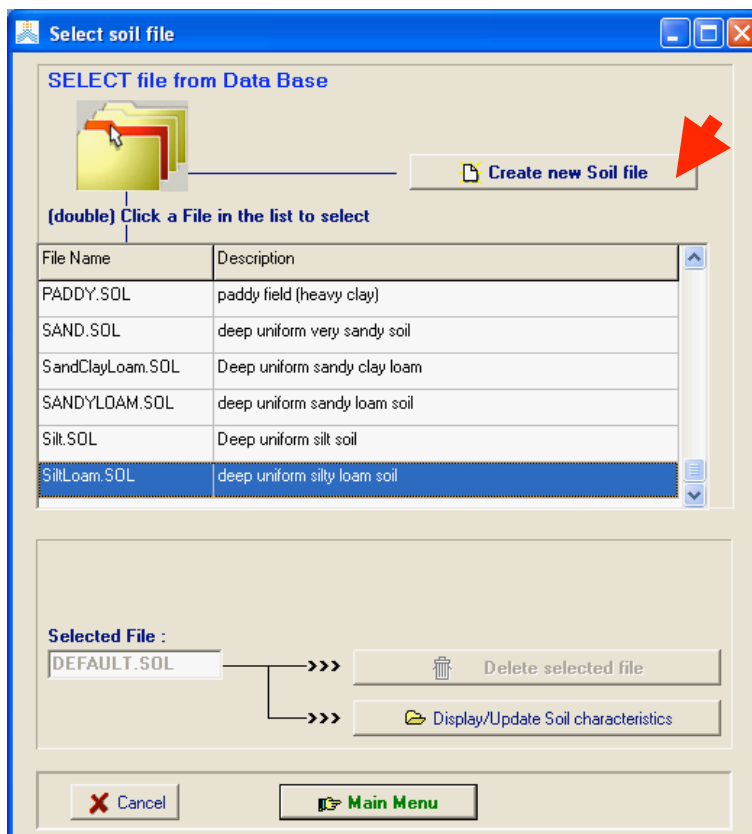 Select soil file
SELECT file from Data Base
Create new Soil file
(double) Click a File in the list to select
File Name Description
PADDY.SOL paddy field (heavy clay)
SAND.SOL deep uniform very sandy soil
SandClayLoam.SOL Deep uniform sandy clay loam
SANDYLOAM.SOL deep uniform sandy loam soil
Silt.SOL Deep uniform silt soil
SiltLoam.SOL deep uniform silty loam soil
Selected File :
DEFAULT.SOL >>> Delete selected file
>>> Display/Update Soil characteristics
Cancel Main Menu